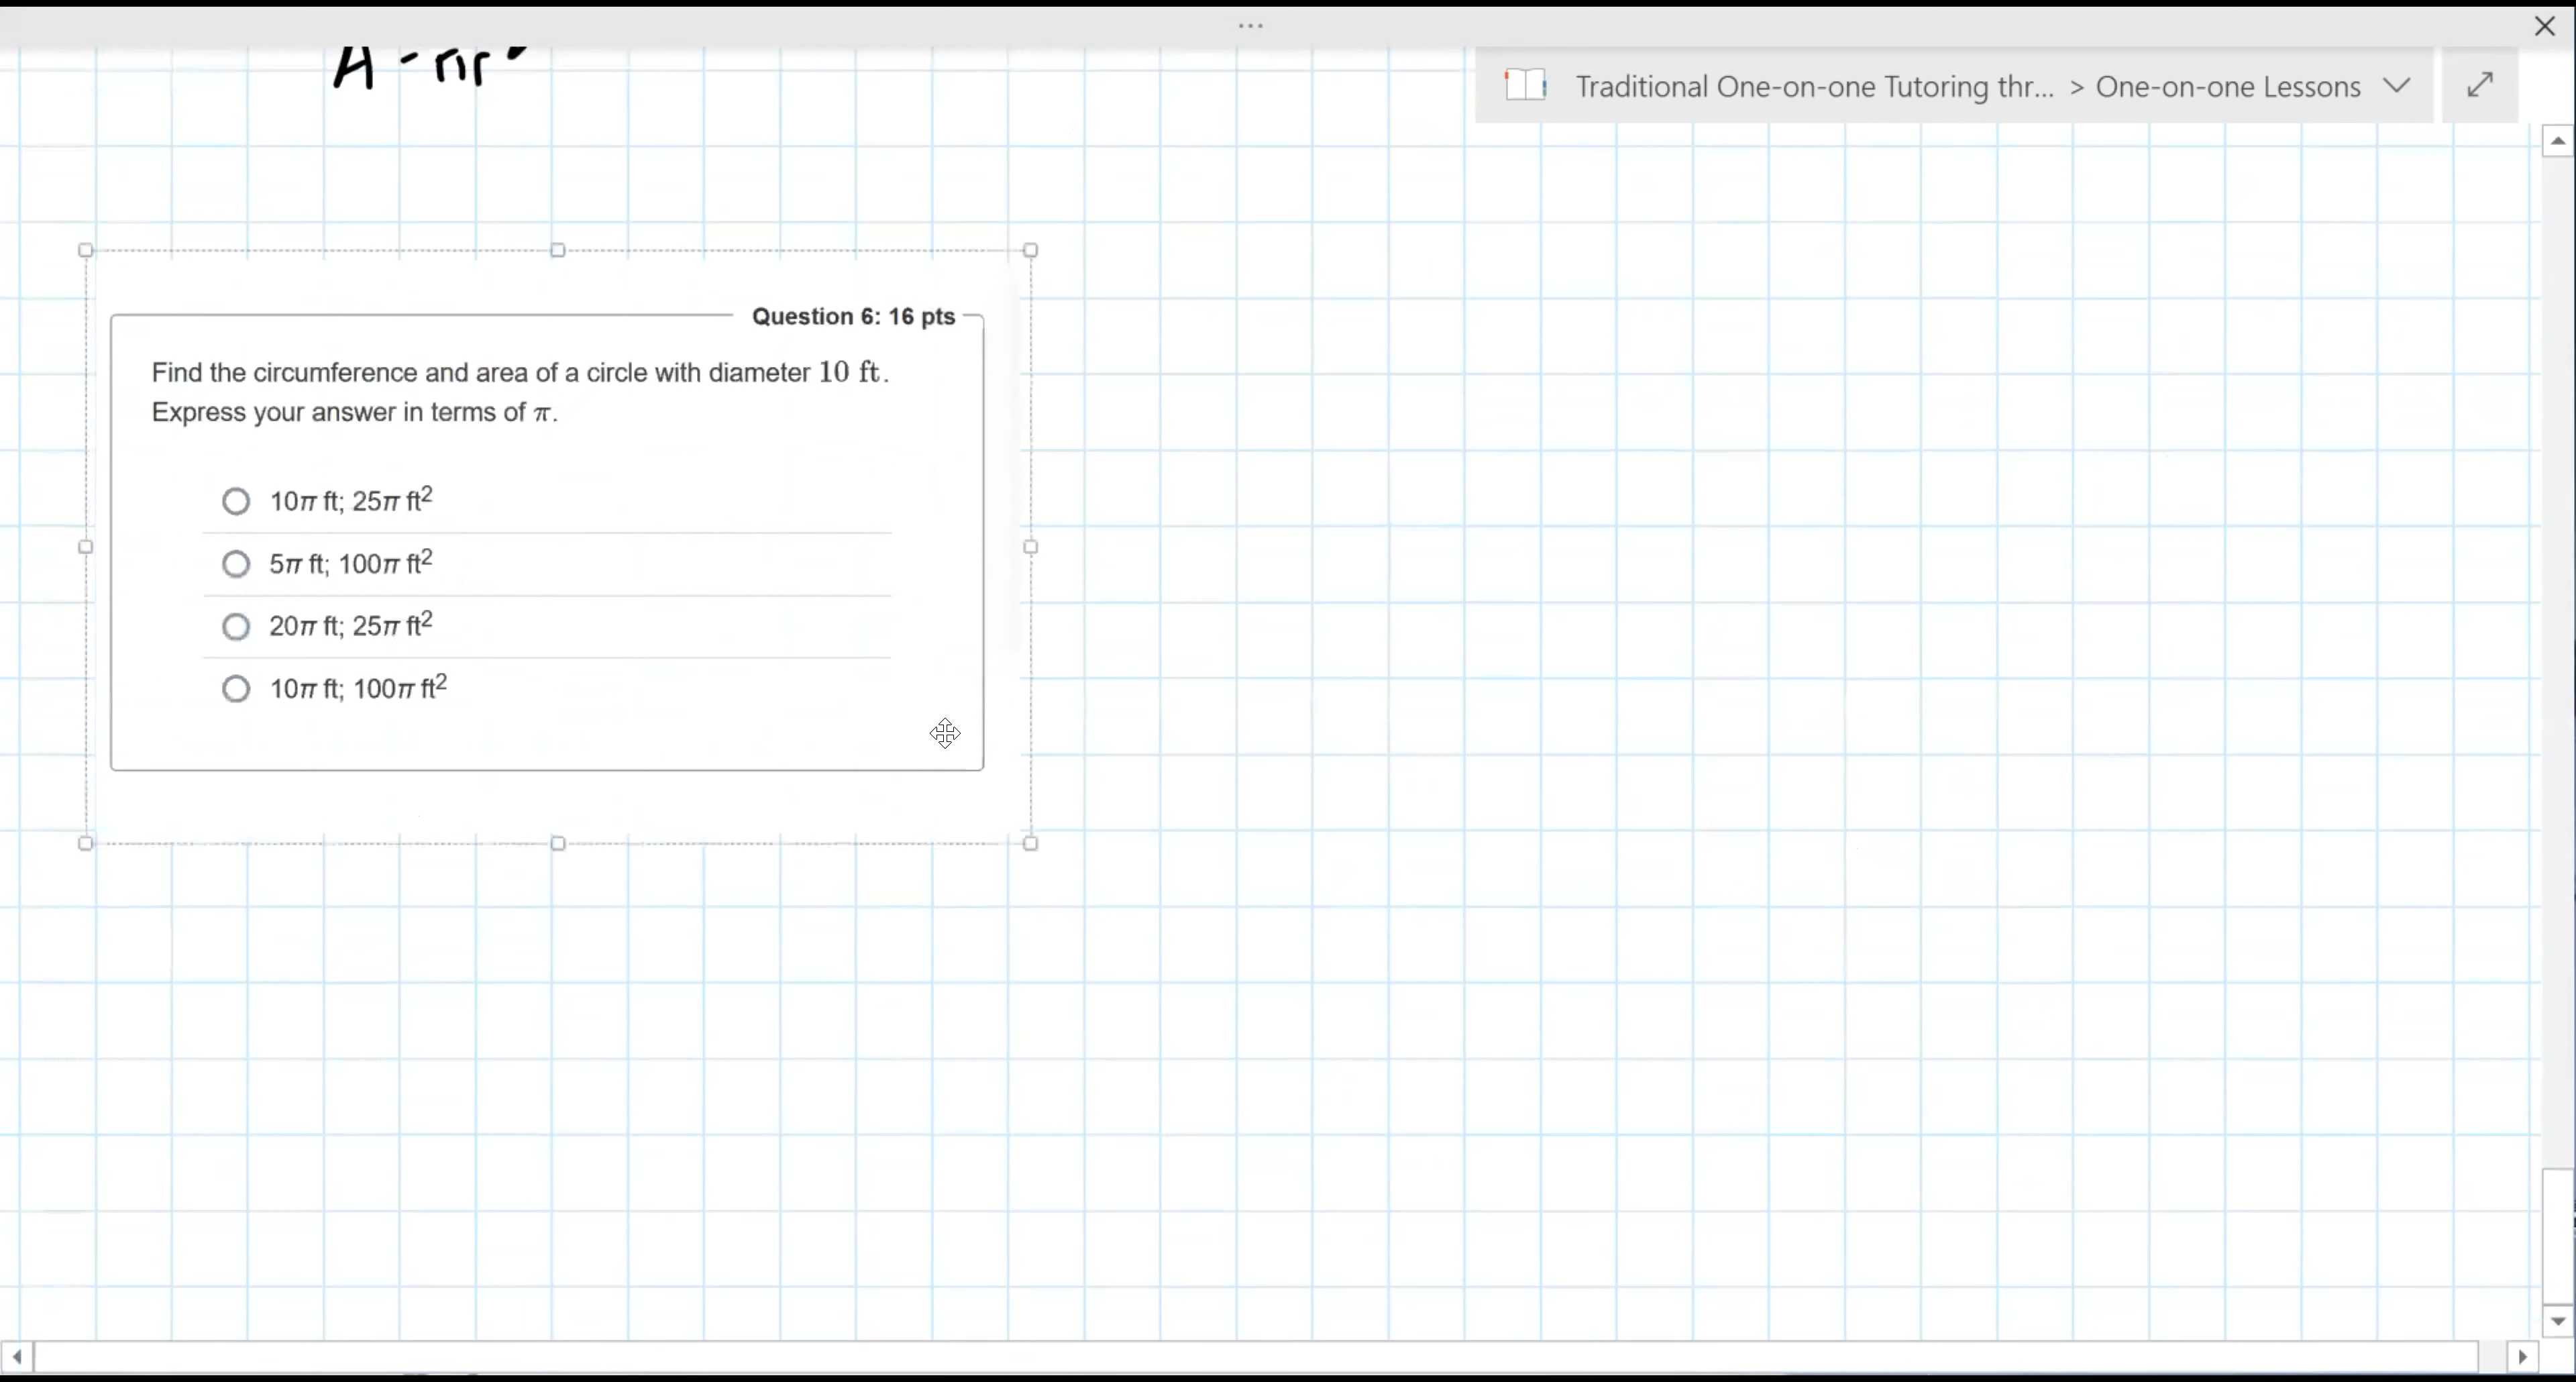 A - πr²
Traditional One-on-one Tutoring thr... > One-on-one Lessons
Question 6: 16 pts
Find the circumference and area of a circle with diameter 10 ft.
Express your answer in terms of π.
10π ft; 25π ft²
5π ft; 100π ft²
20π ft; 25π ft²
10π ft; 100π ft²